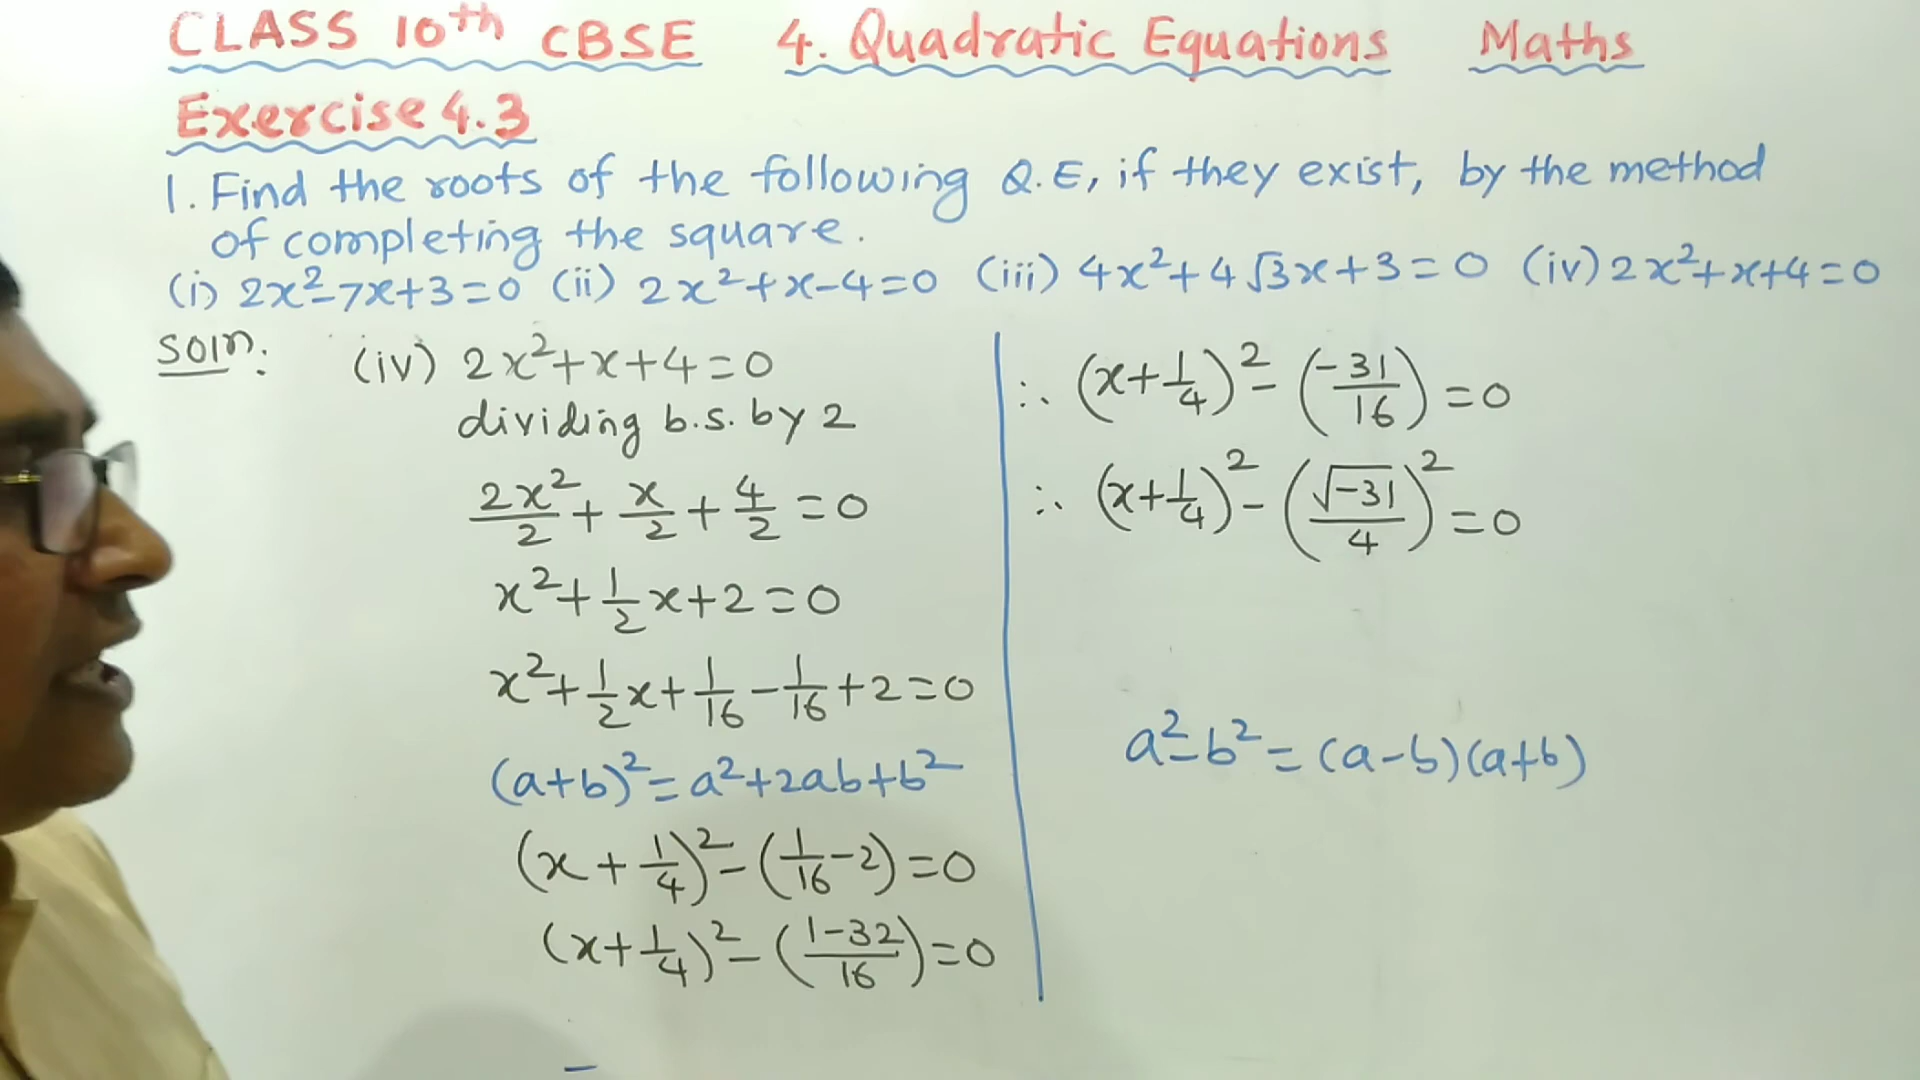 CLASS 10th CBSE 4. Quadratic Equations Maths
Exercise 4.3
1. Find the roots of the following Q.E, if they exist, by the method
of completing the square.
(i) 2x²-7x+3=0 (ii) 2x²+x-4=0 (iii) 4x²+4√3x+3=0 (iv) 2x²+x+4=0
Soln: (iv) 2x²+x+4=0
dividing b.s. by 2
2x²/2 + x/2 + 4/2 = 0
x²+1/2x+2=0
x²+1/2x+1/16-1/16+2=0
(a+b)²=a²+2ab+b²
(x+1/4)²-(1/16-2)=0
(x+1/4)²-((1-32)/16)=0
∴ (x+1/4)²-(-31/16)=0
∴ (x+1/4)²-(√-31/4)²=0
a²-b²=(a-b)(a+b)